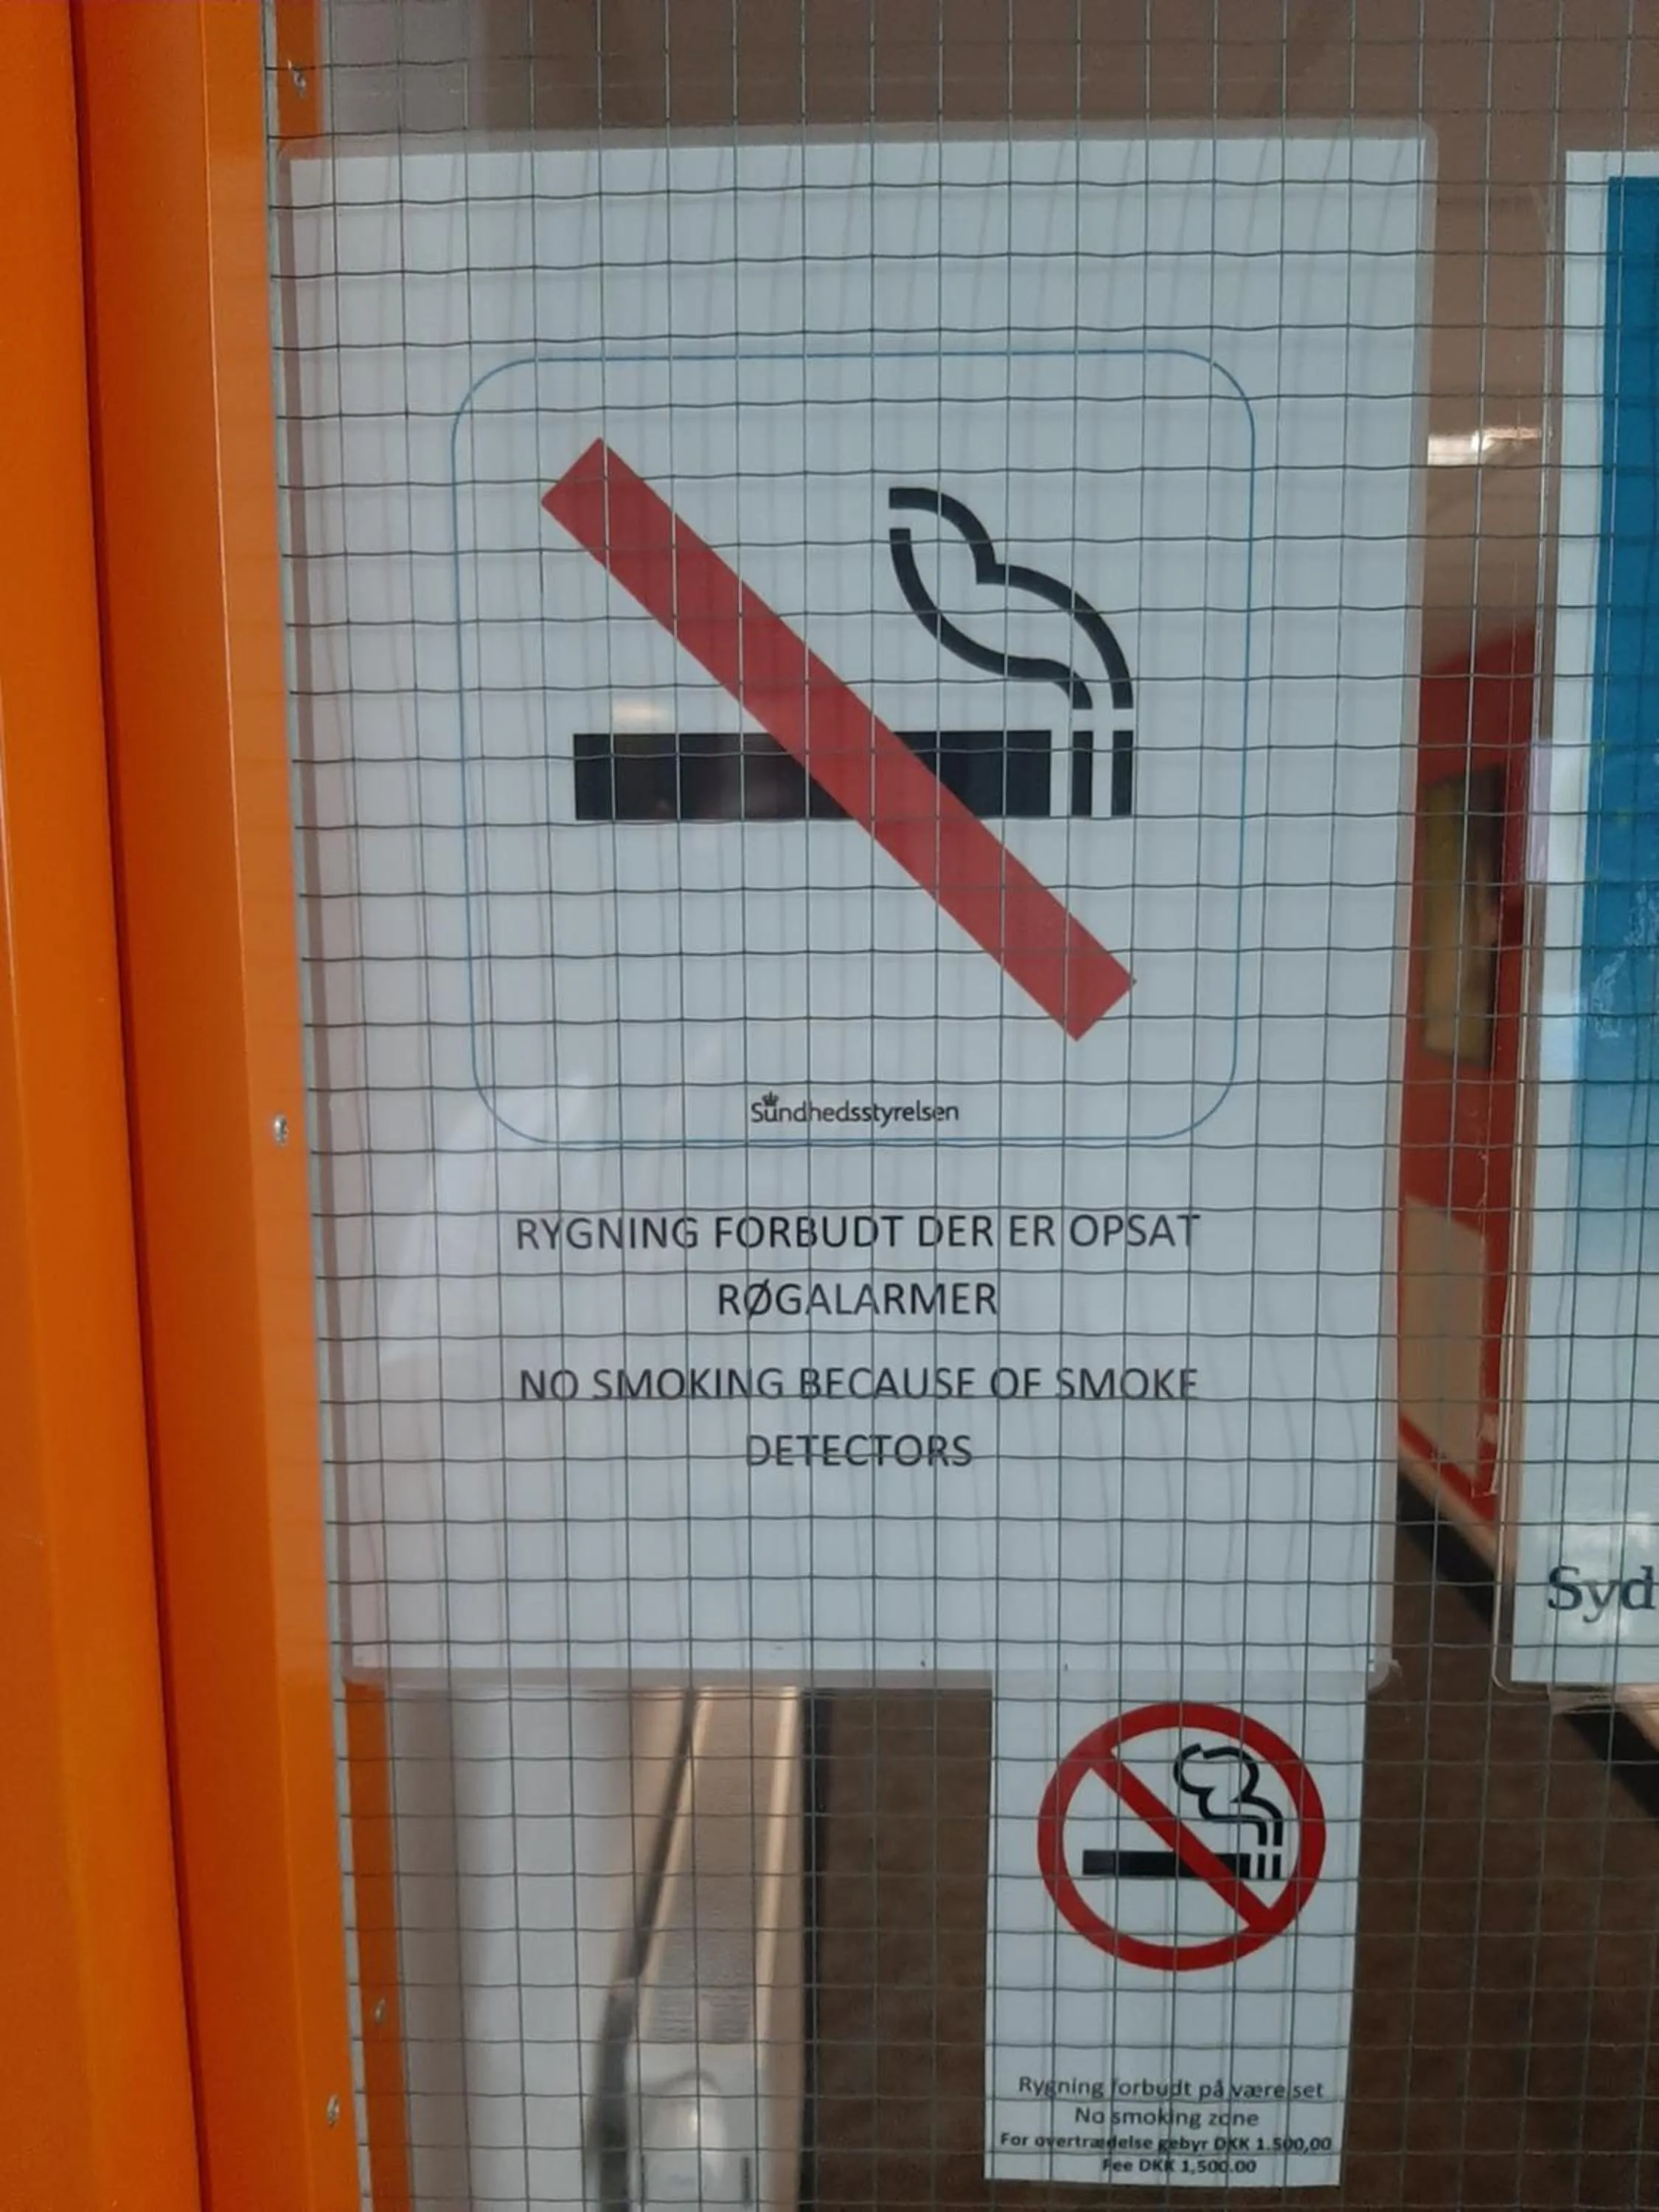 Sundhedsstyrelsen
RYGNING FORBUDT DER ER OPSAT
RØGALARMER
NO SMOKING BECAUSE OF SMOKE
DETECTORS
Syd
Rygning forbudt på værelset
No smoking zone
For overtrædelse gebyr DKK 1.500,00
Fee DKK 1,500.00